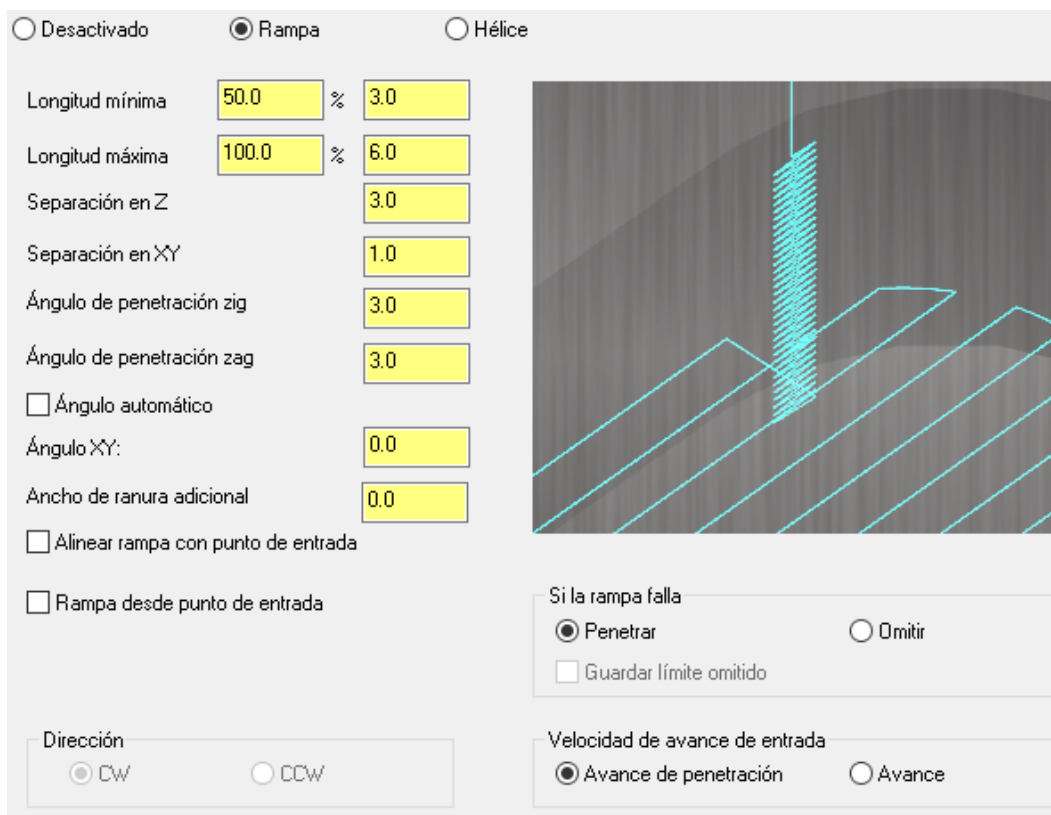 Desactivado Rampa Hélice
Longitud mínima 50.0 % 3.0
Longitud máxima 100.0 % 6.0
Separación en Z 3.0
Separación en XY 1.0
Ángulo de penetración zig 3.0
Ángulo de penetración zag 3.0
Ángulo automático
Ángulo XY: 0.0
Ancho de ranura adicional 0.0
Alinear rampa con punto de entrada
Rampa desde punto de entrada
Si la rampa falla
Penetrar Omitir
Guardar límite omitido
Dirección
CW CCW
Velocidad de avance de entrada
Avance de penetración Avance